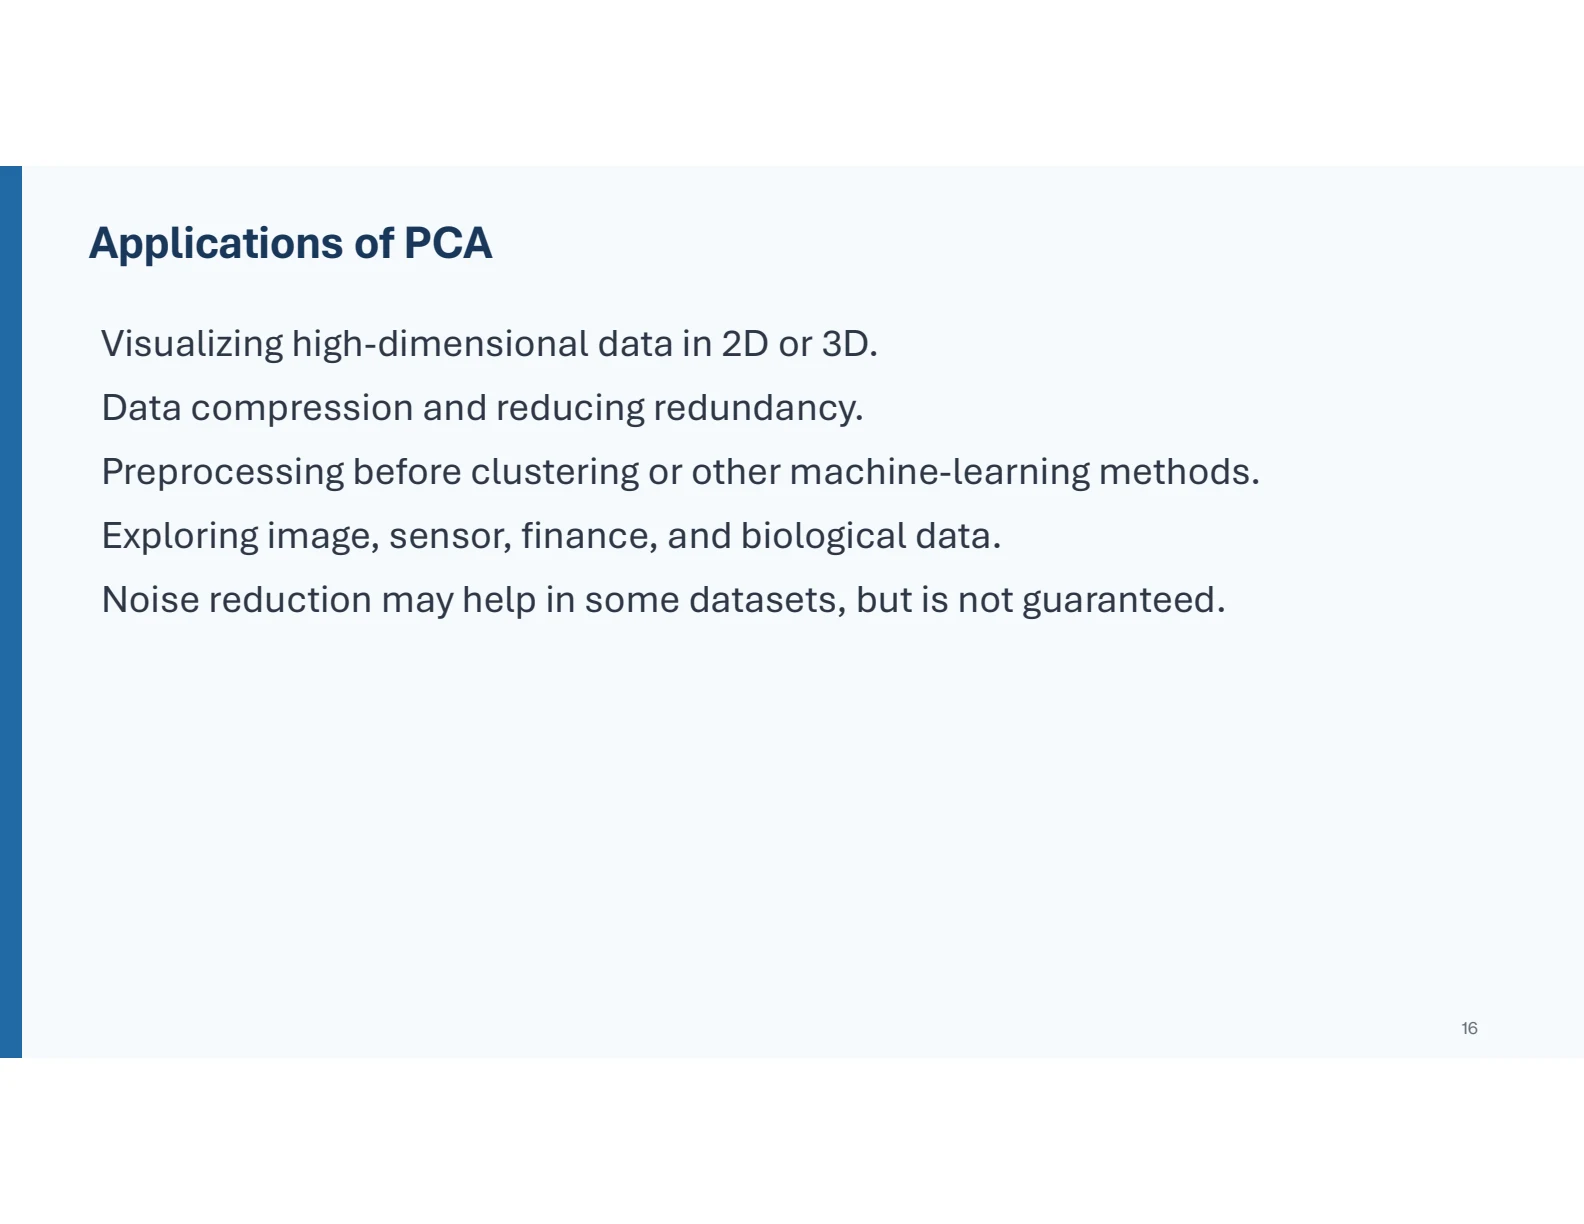 Applications of PCA
Visualizing high-dimensional data in 2D or 3D.
Data compression and reducing redundancy.
Preprocessing before clustering or other machine-learning methods.
Exploring image, sensor, finance, and biological data.
Noise reduction may help in some datasets, but is not guaranteed.
16